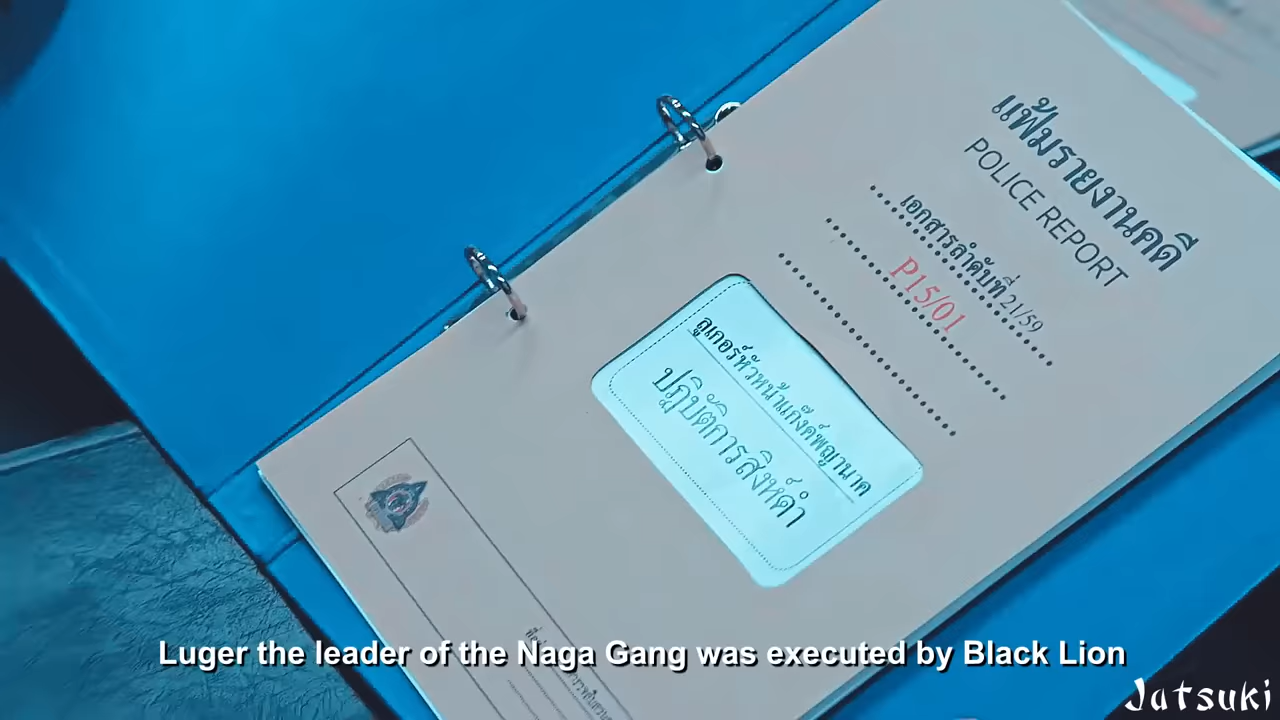 แฟ้มรายงานคดี
POLICE REPORT
เอกสารลำดับที่ 21/59
P15/01
ลูเกอร์หัวหน้าแก๊งค์พญานาค
ปฏิบัติการสิงห์ดำ
Luger the leader of the Naga Gang was executed by Black Lion
Jatsuki